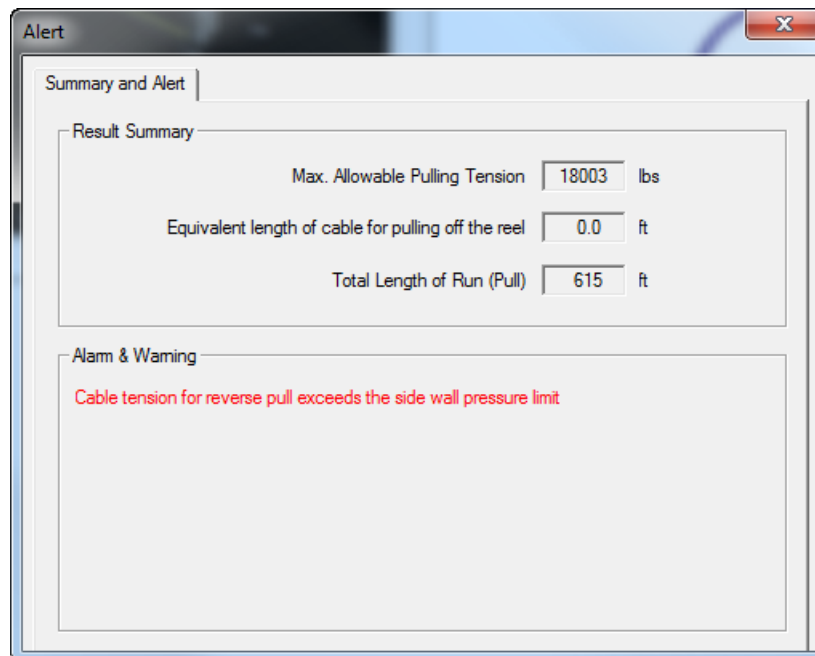 Alert
Summary and Alert
Result Summary
Max. Allowable Pulling Tension 18003 lbs
Equivalent length of cable for pulling off the reel 0.0 ft
Total Length of Run (Pull) 615 ft
Alarm & Warning
Cable tension for reverse pull exceeds the side wall pressure limit